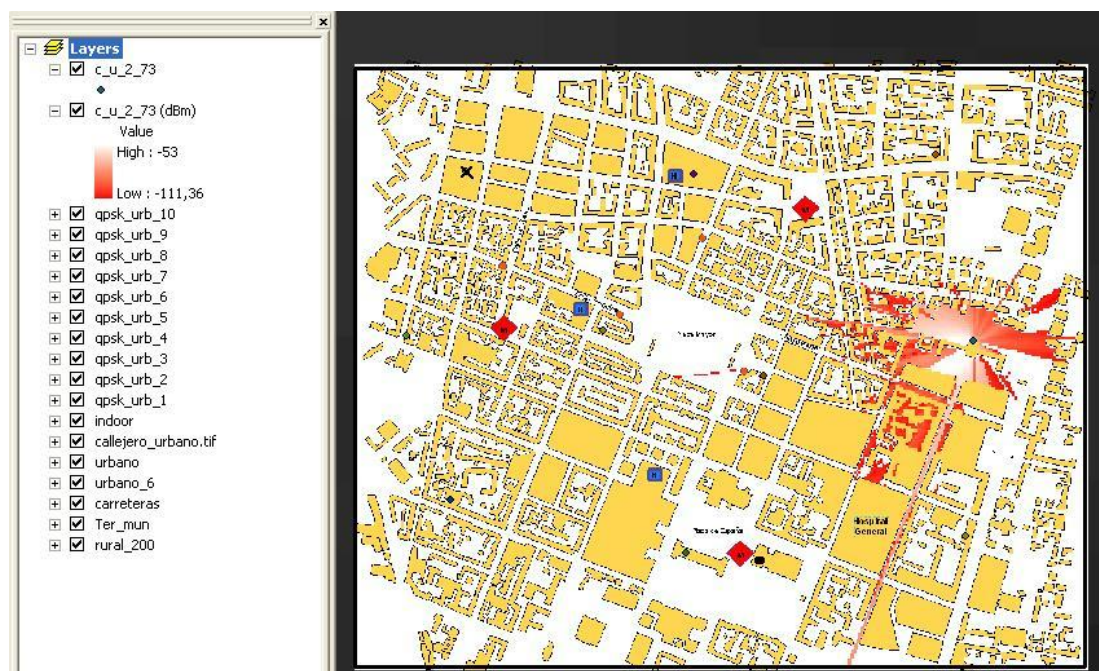 Layers
c_u_2_73
c_u_2_73 (dBm)
Value
High : -53
Low : -111,36
qpsk_urb_10
qpsk_urb_9
qpsk_urb_8
qpsk_urb_7
qpsk_urb_6
qpsk_urb_5
qpsk_urb_4
qpsk_urb_3
qpsk_urb_2
qpsk_urb_1
indoor
callejero_urbano.tif
urbano
urbano_6
carreteras
Ter_mun
rural_200
H
H
H
Hospital
General